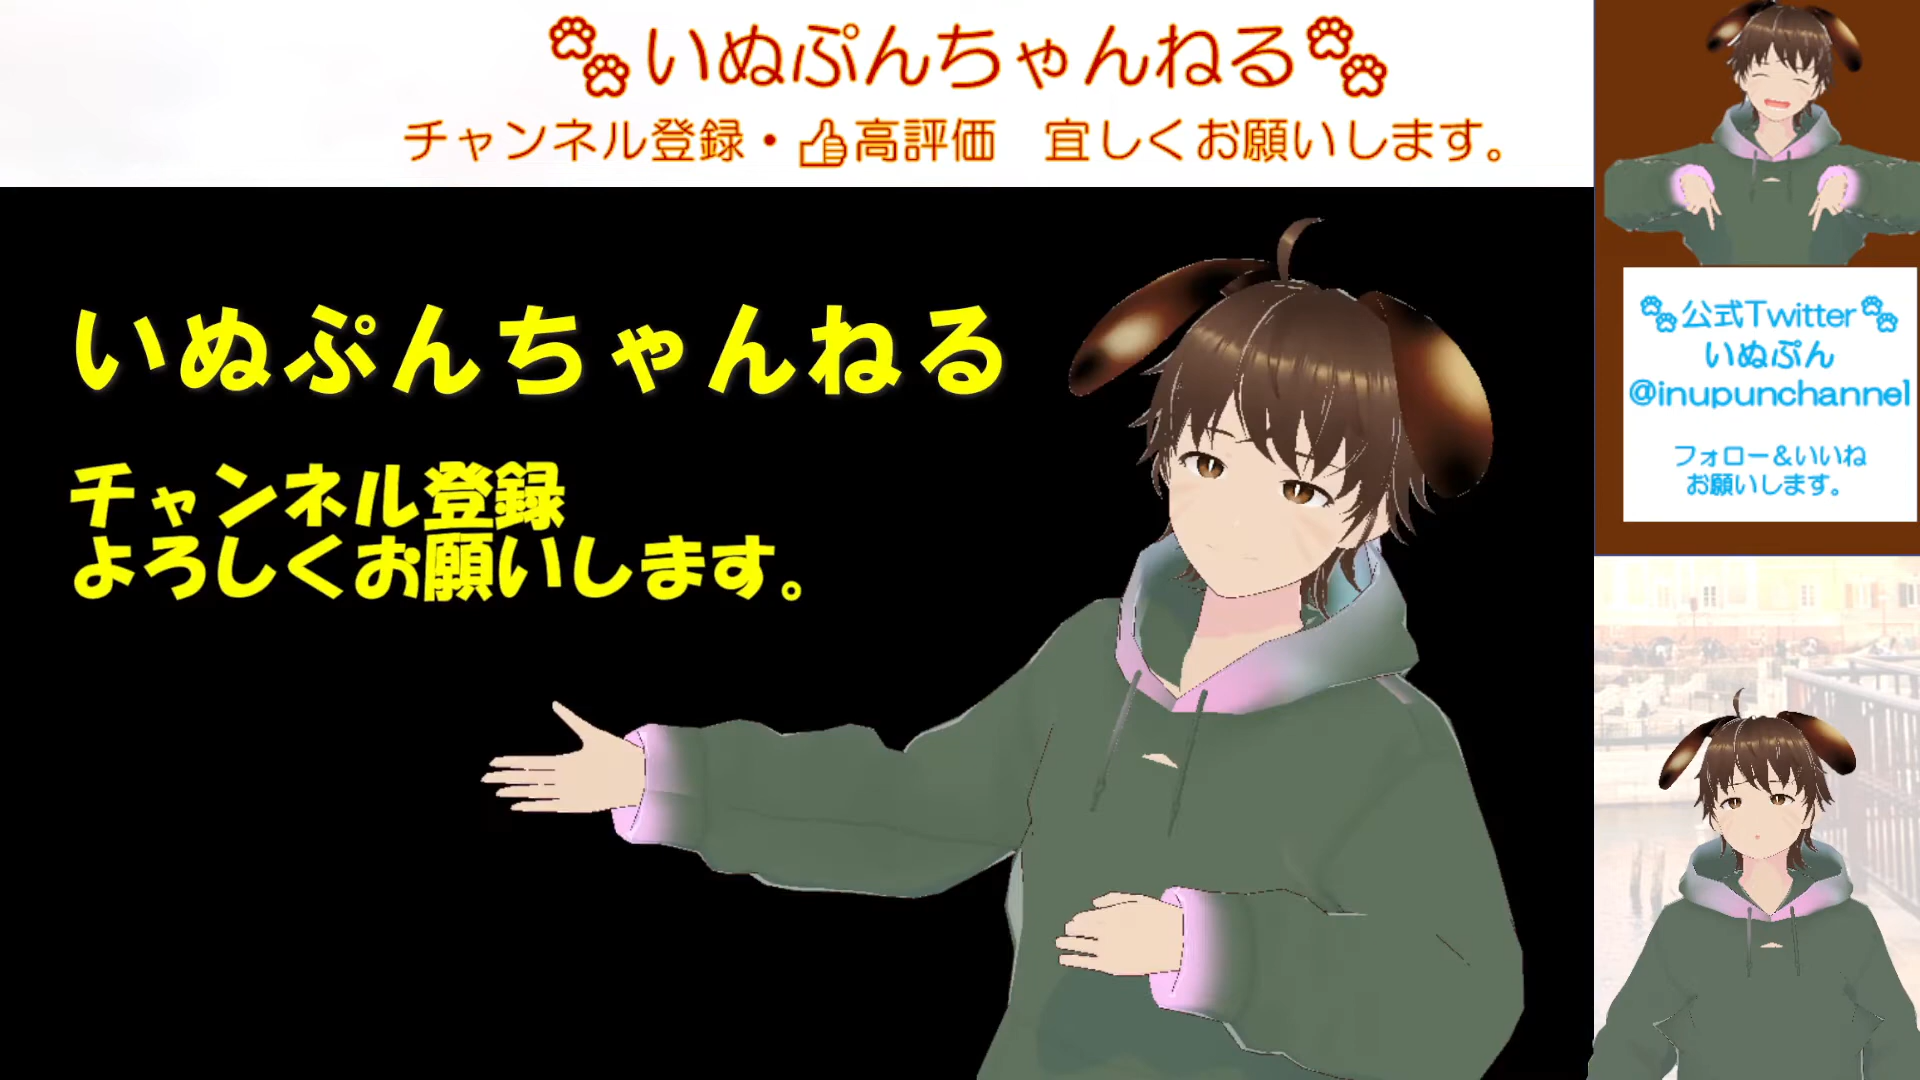 いぬぷんちゃんねる
チャンネル登録・👍高評価　宜しくお願いします。
いぬぷんちゃんねる
チャンネル登録
よろしくお願いします。
公式Twitter
いぬぷん
@inupunchannel
フォロー＆いいね
お願いします。